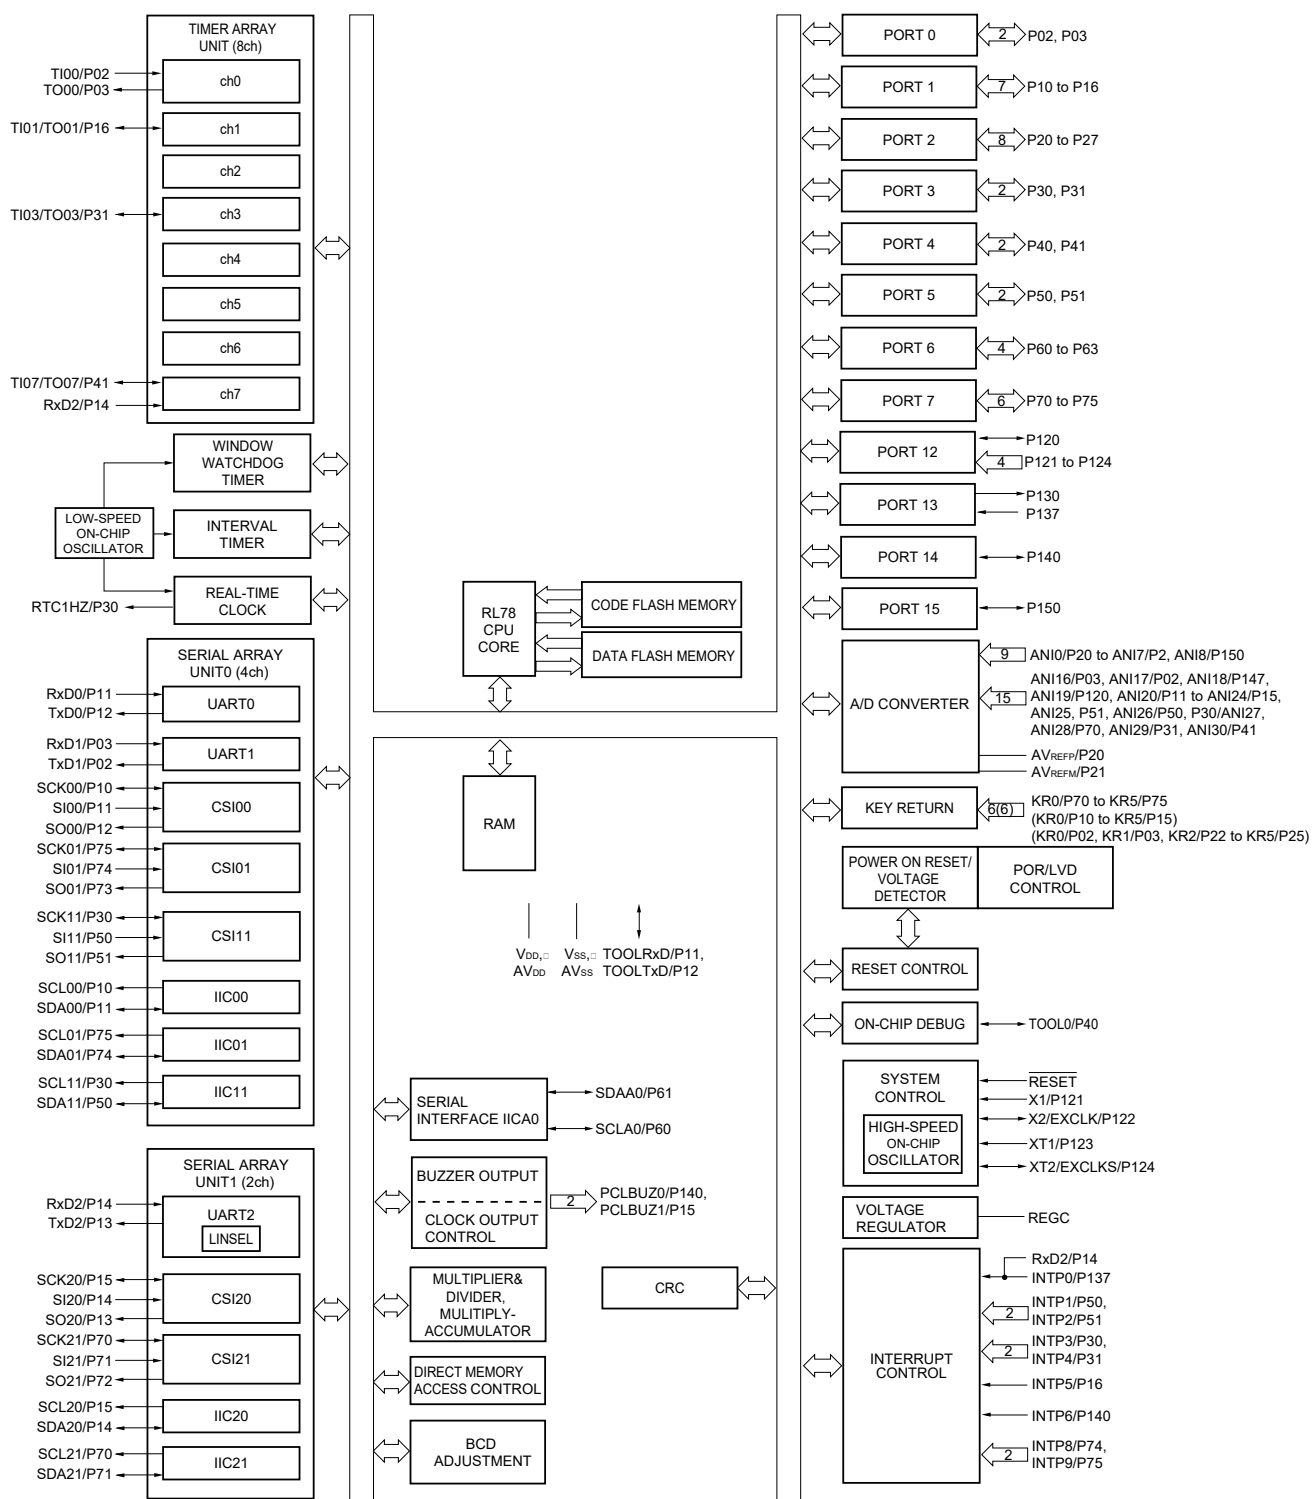 TIMER ARRAY
UNIT (8ch)
TI00/P02
TO00/P03
ch0
TI01/TO01/P16
ch1
ch2
TI03/TO03/P31
ch3
ch4
ch5
ch6
TI07/TO07/P41
RxD2/P14
ch7
WINDOW
WATCHDOG
TIMER
LOW-SPEED
ON-CHIP
OSCILLATOR
INTERVAL
TIMER
REAL-TIME
CLOCK
RTC1HZ/P30
SERIAL ARRAY
UNIT0 (4ch)
RxD0/P11
TxD0/P12
UART0
RxD1/P03
TxD1/P02
UART1
SCK00/P10
SI00/P11
SO00/P12
CSI00
SCK01/P75
SI01/P74
SO01/P73
CSI01
SCK11/P30
SI11/P50
SO11/P51
CSI11
SCL00/P10
SDA00/P11
IIC00
SCL01/P75
SDA01/P74
IIC01
SCL11/P30
SDA11/P50
IIC11
SERIAL ARRAY
UNIT1 (2ch)
RxD2/P14
TxD2/P13
UART2
LINSEL
SCK20/P15
SI20/P14
SO20/P13
CSI20
SCK21/P70
SI21/P71
SO21/P72
CSI21
SCL20/P15
SDA20/P14
IIC20
SCL21/P70
SDA21/P71
IIC21
RL78
CPU
CORE
CODE FLASH MEMORY
DATA FLASH MEMORY
RAM
VDD,□ VSS,□ TOOLRxD/P11,
AVDD AVSS TOOLTxD/P12
SERIAL
INTERFACE IICA0
SDAA0/P61
SCLA0/P60
BUZZER OUTPUT
CLOCK OUTPUT
CONTROL
2
PCLBUZ0/P140,
PCLBUZ1/P15
MULTIPLIER&
DIVIDER,
MULITIPLY-
ACCUMULATOR
CRC
DIRECT MEMORY
ACCESS CONTROL
BCD
ADJUSTMENT
PORT 0 2 P02, P03
PORT 1 7 P10 to P16
PORT 2 8 P20 to P27
PORT 3 2 P30, P31
PORT 4 2 P40, P41
PORT 5 2 P50, P51
PORT 6 4 P60 to P63
PORT 7 6 P70 to P75
PORT 12
P120
4 P121 to P124
PORT 13
P130
P137
PORT 14 P140
PORT 15 P150
A/D CONVERTER
9 ANI0/P20 to ANI7/P2, ANI8/P150
15
ANI16/P03, ANI17/P02, ANI18/P147,
ANI19/P120, ANI20/P11 to ANI24/P15,
ANI25, P51, ANI26/P50, P30/ANI27,
ANI28/P70, ANI29/P31, ANI30/P41
AVREFP/P20
AVREFM/P21
KEY RETURN
6(6)
KR0/P70 to KR5/P75
(KR0/P10 to KR5/P15)
(KR0/P02, KR1/P03, KR2/P22 to KR5/P25)
POWER ON RESET/
VOLTAGE
DETECTOR
POR/LVD
CONTROL
RESET CONTROL
ON-CHIP DEBUG TOOL0/P40
SYSTEM
CONTROL
HIGH-SPEED
ON-CHIP
OSCILLATOR
RESET
X1/P121
X2/EXCLK/P122
XT1/P123
XT2/EXCLKS/P124
VOLTAGE
REGULATOR
REGC
INTERRUPT
CONTROL
RxD2/P14
INTP0/P137
2
INTP1/P50,
INTP2/P51
2
INTP3/P30,
INTP4/P31
INTP5/P16
INTP6/P140
2
INTP8/P74,
INTP9/P75